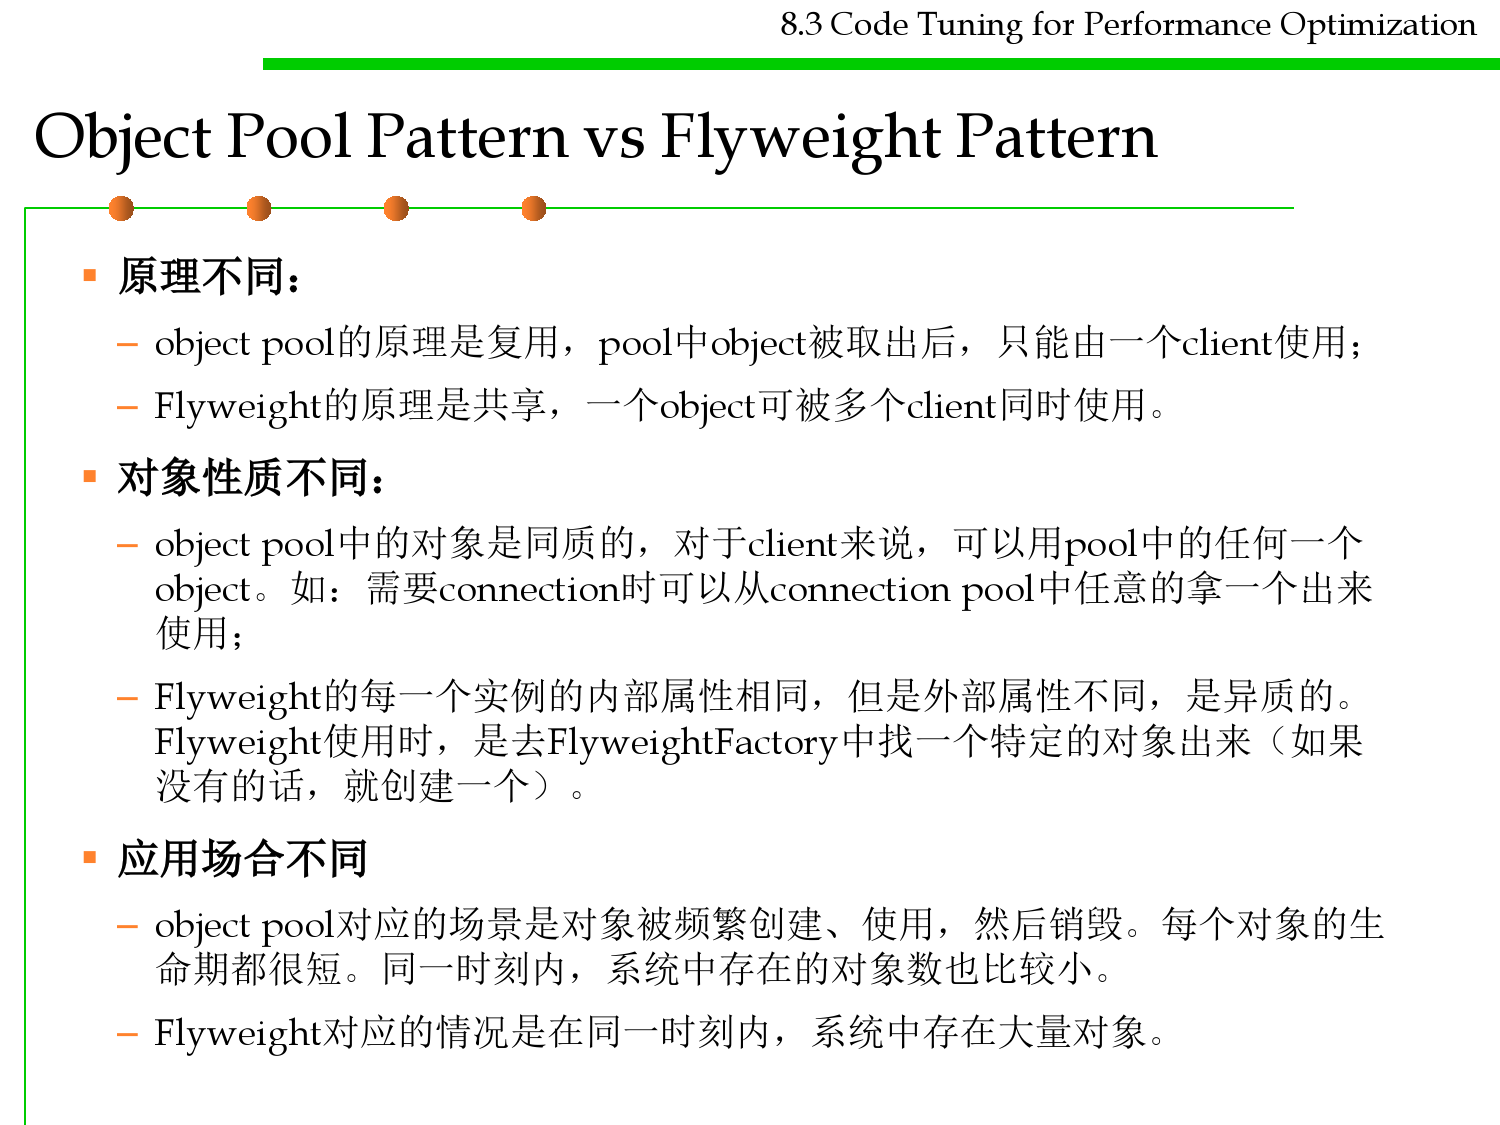 8.3 Code Tuning for Performance Optimization
Object Pool Pattern vs Flyweight Pattern
▪ 原理不同：
– object pool的原理是复用，pool中object被取出后，只能由一个client使用；
– Flyweight的原理是共享，一个object可被多个client同时使用。
▪ 对象性质不同：
– object pool中的对象是同质的，对于client来说，可以用pool中的任何一个
object。如：需要connection时可以从connection pool中任意的拿一个出来
使用；
– Flyweight的每一个实例的内部属性相同，但是外部属性不同，是异质的。
Flyweight使用时，是去FlyweightFactory中找一个特定的对象出来（如果
没有的话，就创建一个）。
▪ 应用场合不同
– object pool对应的场景是对象被频繁创建、使用，然后销毁。每个对象的生
命期都很短。同一时刻内，系统中存在的对象数也比较小。
– Flyweight对应的情况是在同一时刻内，系统中存在大量对象。